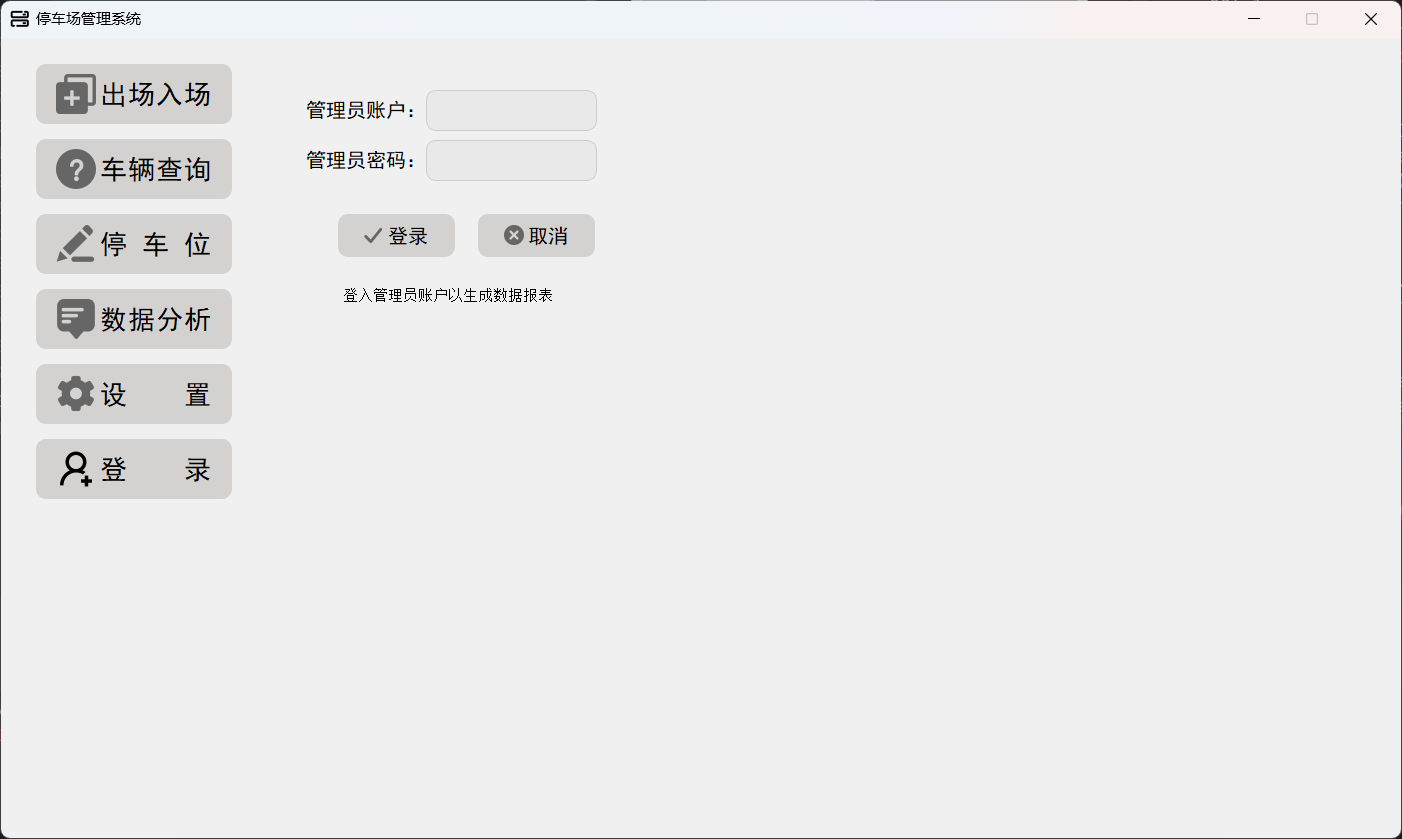 停车场管理系统
出场入场
车辆查询
停 车 位
数据分析
设 置
登 录
管理员账户：
管理员密码：
登录 取消
登入管理员账户以生成数据报表